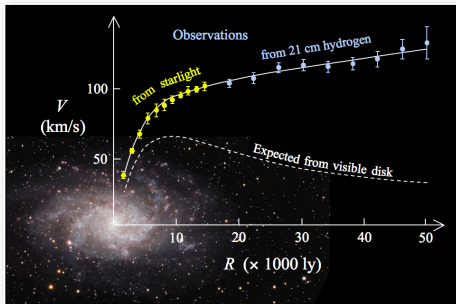 Observations
from 21 cm hydrogen
from starlight
100
V
(km/s)
50
Expected from visible disk
10
20
30
40
50
R (× 1000 ly)